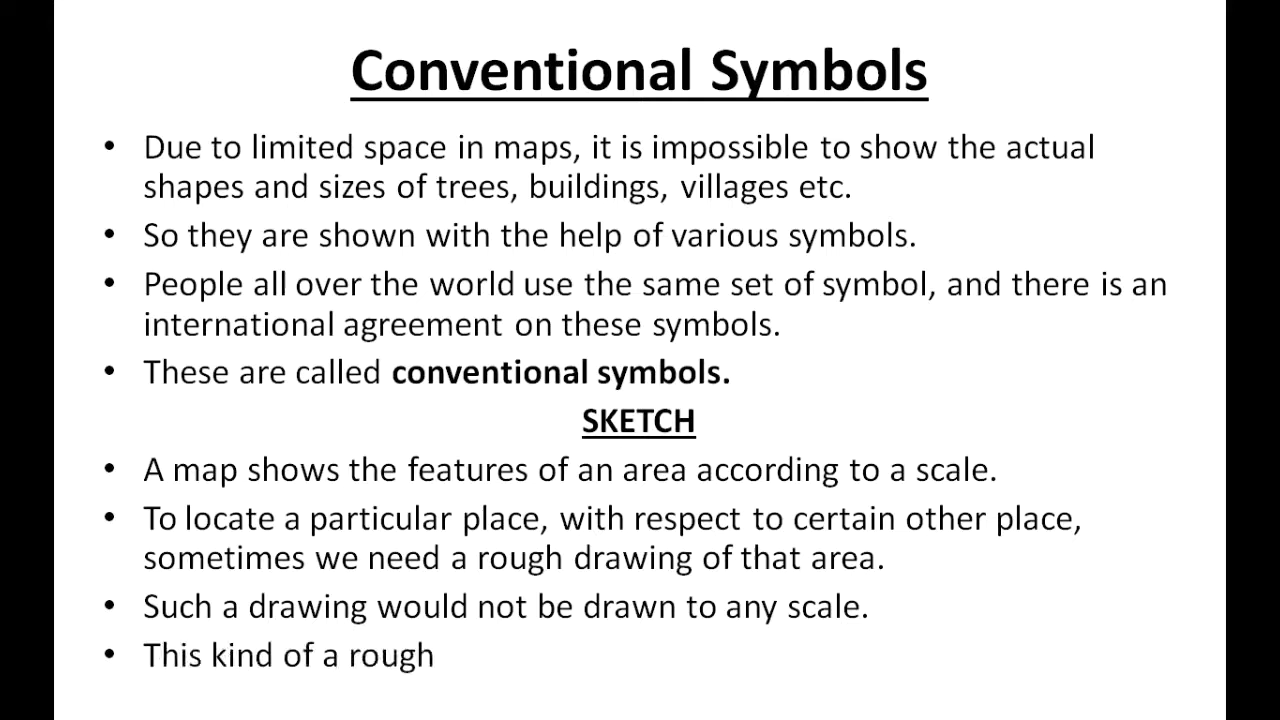 Conventional Symbols
• Due to limited space in maps, it is impossible to show the actual
shapes and sizes of trees, buildings, villages etc.
• So they are shown with the help of various symbols.
• People all over the world use the same set of symbol, and there is an
international agreement on these symbols.
• These are called conventional symbols.
SKETCH
• A map shows the features of an area according to a scale.
• To locate a particular place, with respect to certain other place,
sometimes we need a rough drawing of that area.
• Such a drawing would not be drawn to any scale.
• This kind of a rough